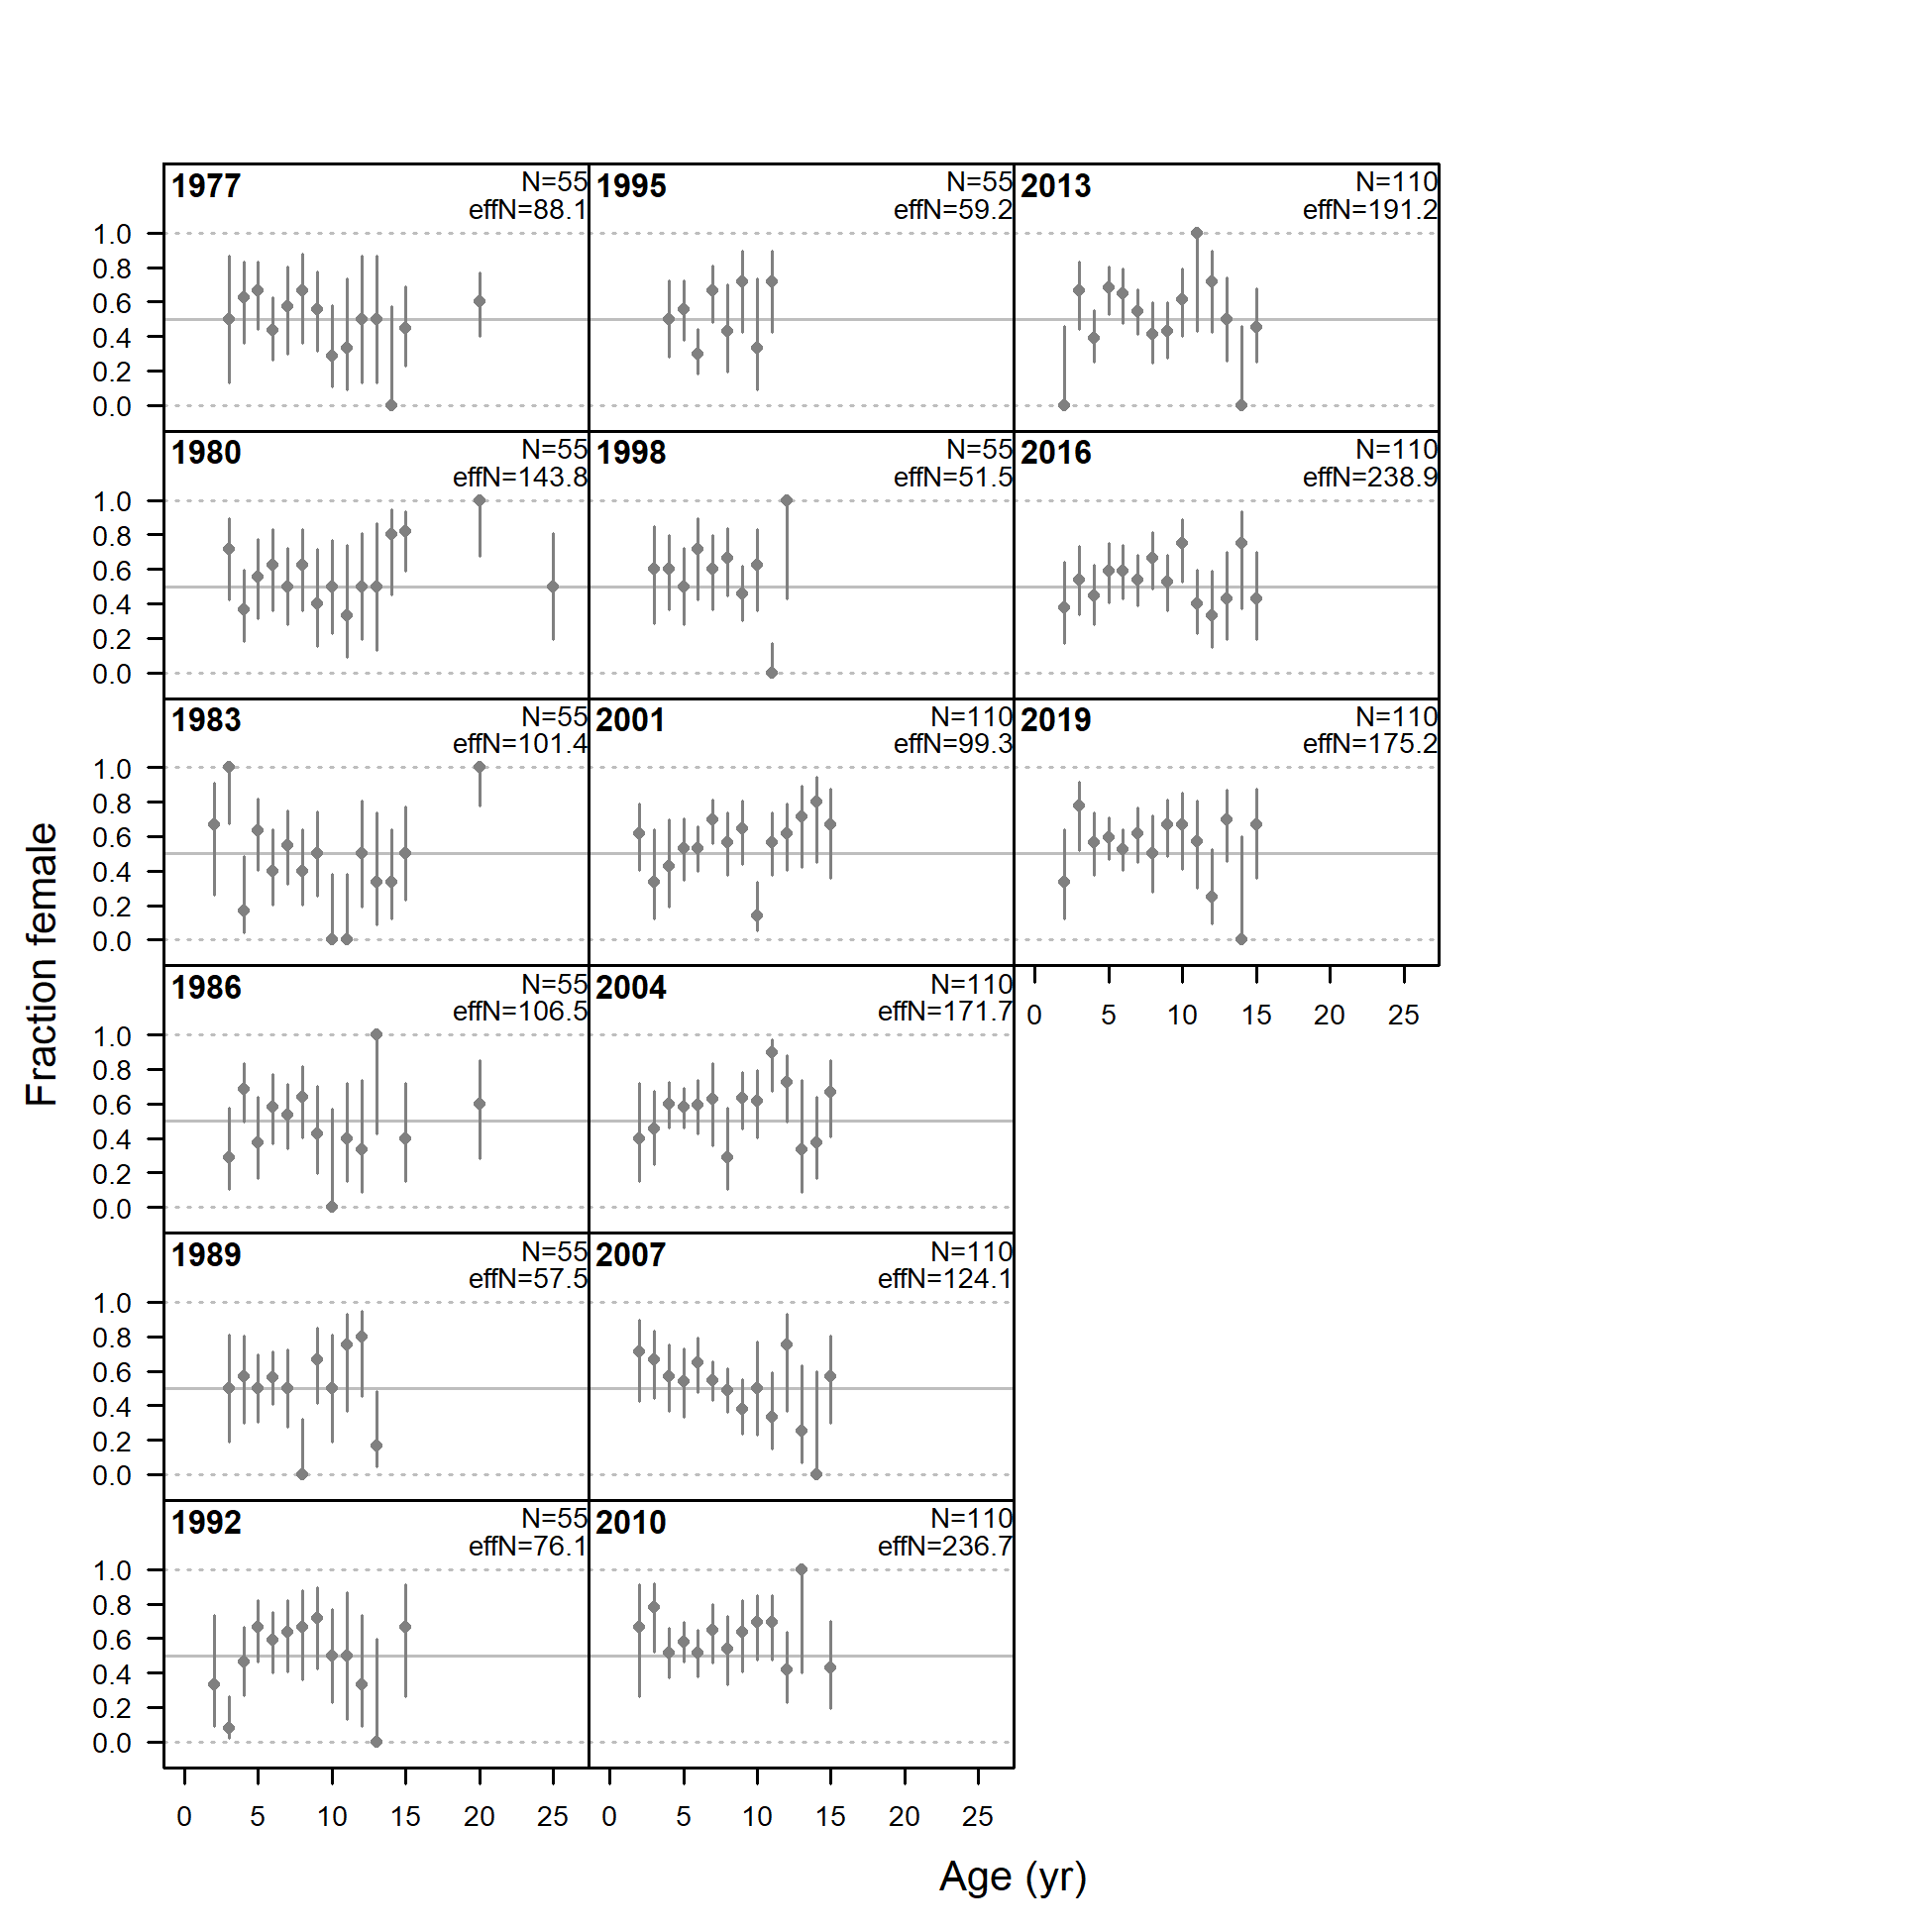 1977
N=55
effN=88.1
1.0
0.8
0.6
0.4
0.2
0.0
1995
N=55
effN=59.2
2013
N=110
effN=191.2
1980
N=55
effN=143.8
1.0
0.8
0.6
0.4
0.2
0.0
1998
N=55
effN=51.5
2016
N=110
effN=238.9
1983
N=55
effN=101.4
1.0
0.8
0.6
0.4
0.2
0.0
2001
N=110
effN=99.3
2019
N=110
effN=175.2
0 5 10 15 20 25
1986
N=55
effN=106.5
1.0
0.8
0.6
0.4
0.2
0.0
2004
N=110
effN=171.7
1989
N=55
effN=57.5
1.0
0.8
0.6
0.4
0.2
0.0
2007
N=110
effN=124.1
1992
N=55
effN=76.1
1.0
0.8
0.6
0.4
0.2
0.0
2010
N=110
effN=236.7
0 5 10 15 20 25
0 5 10 15 20 25
Fraction female
Age (yr)